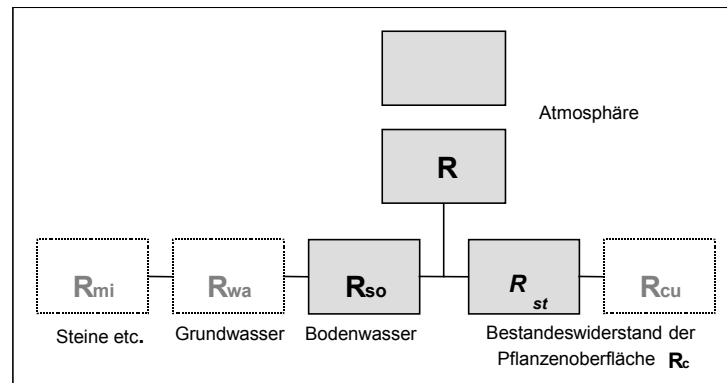 Atmosphäre
R
Rmi Rwa Rso R st Rcu
Steine etc. Grundwasser Bodenwasser Bestandeswiderstand der
Pflanzenoberfläche Rc